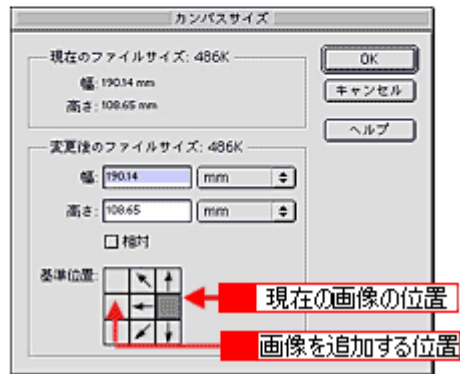 カンバスサイズ
現在のファイルサイズ: 486K
幅: 190.14 mm
高さ: 108.65 mm
OK
キャンセル
ヘルプ
変更後のファイルサイズ: 486K
幅: 190.14 mm
高さ: 108.65 mm
相対
基準位置:
現在の画像の位置
画像を追加する位置